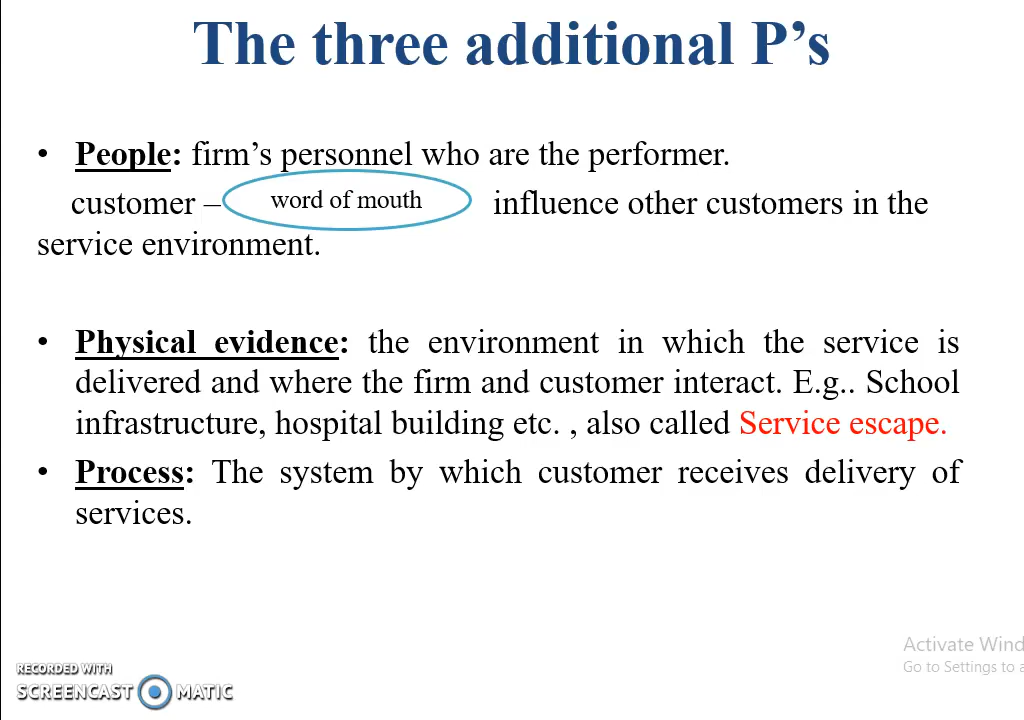 The three additional P’s
• People: firm’s personnel who are the performer.
customer – word of mouth influence other customers in the
service environment.
• Physical evidence: the environment in which the service is
delivered and where the firm and customer interact. E.g.. School
infrastructure, hospital building etc. , also called Service escape.
• Process: The system by which customer receives delivery of
services.
Activate Wind
Go to Settings to a
RECORDED WITH
SCREENCAST MATIC